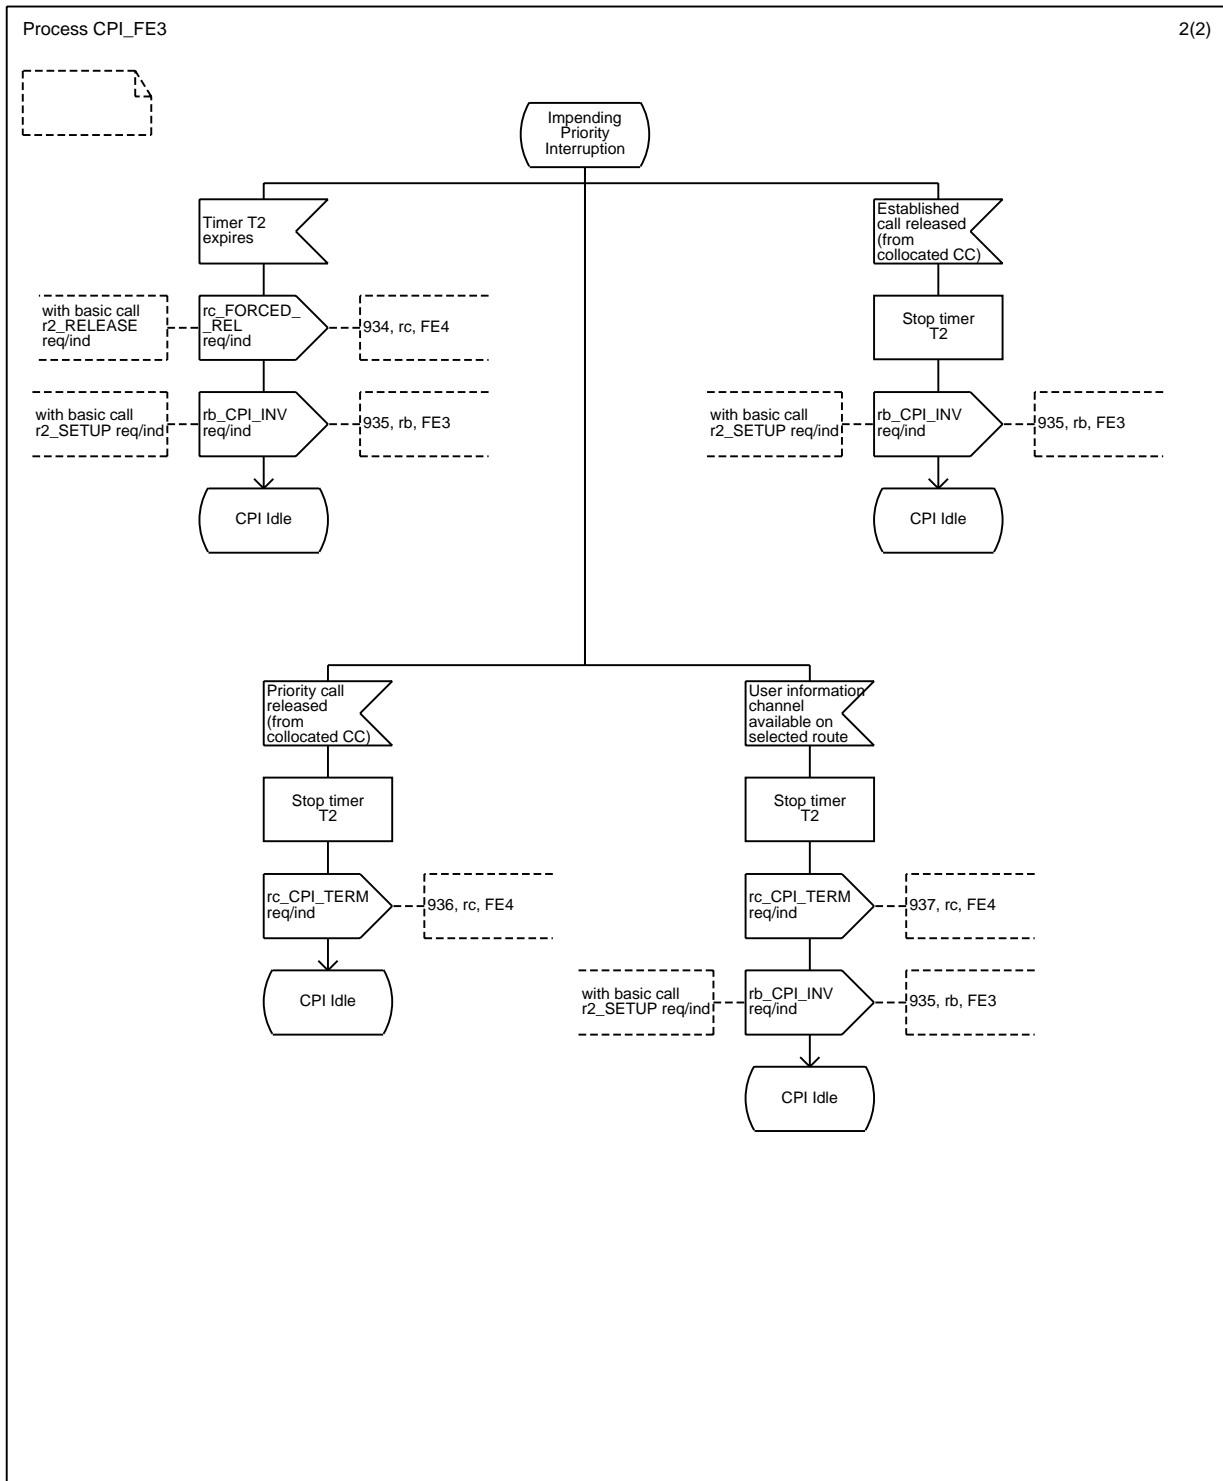 Process CPI_FE3
2(2)
Impending
Priority
Interruption
Timer T2
expires
Established
call released
(from
collocated CC)
with basic call
r2_RELEASE
req/ind
rc_FORCED_
_REL
req/ind
934, rc, FE4
Stop timer
T2
with basic call
r2_SETUP req/ind
rb_CPI_INV
req/ind
935, rb, FE3
with basic call
r2_SETUP req/ind
rb_CPI_INV
req/ind
935, rb, FE3
CPI Idle
CPI Idle
Priority call
released
(from
collocated CC)
User information
channel
available on
selected route
Stop timer
T2
Stop timer
T2
rc_CPI_TERM
req/ind
936, rc, FE4
rc_CPI_TERM
req/ind
937, rc, FE4
CPI Idle
with basic call
r2_SETUP req/ind
rb_CPI_INV
req/ind
935, rb, FE3
CPI Idle